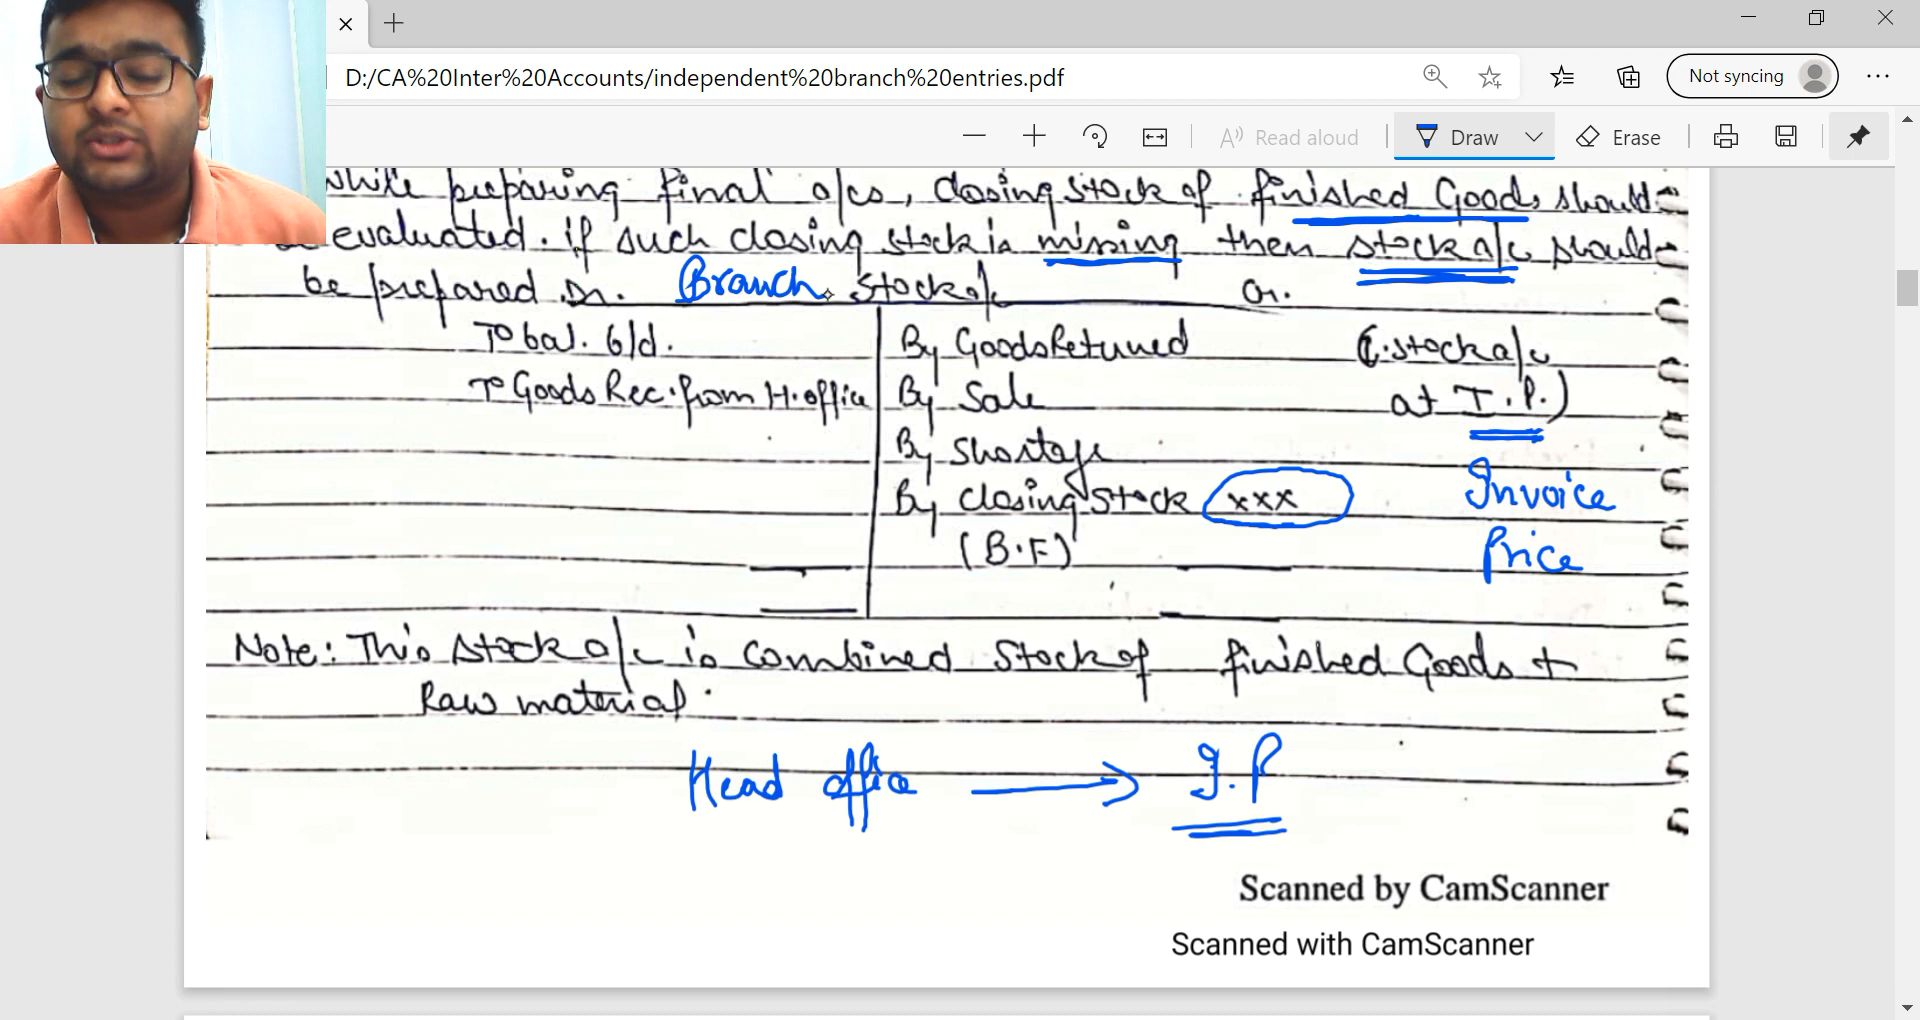 D:/CA%20Inter%20Accounts/independent%20branch%20entries.pdf
Not syncing
Read aloud
Draw
Erase
while preparing final a/cs, closing stock of finished Goods should
evaluated. if such closing stock is missing then stock a/c should
be prepared
Dr. Branch Stock a/c Cr.
To bal. b/d. By Goods Retuned (C.stock a/c
To Goods Rec. from H.office By Sale at I.P.)
By Shortage
By closing stock xxx Invoice
(B.F) Price
Note: This stock a/c is combined Stock of finished Goods +
Raw material.
Head office → I.P
Scanned by CamScanner
Scanned with CamScanner